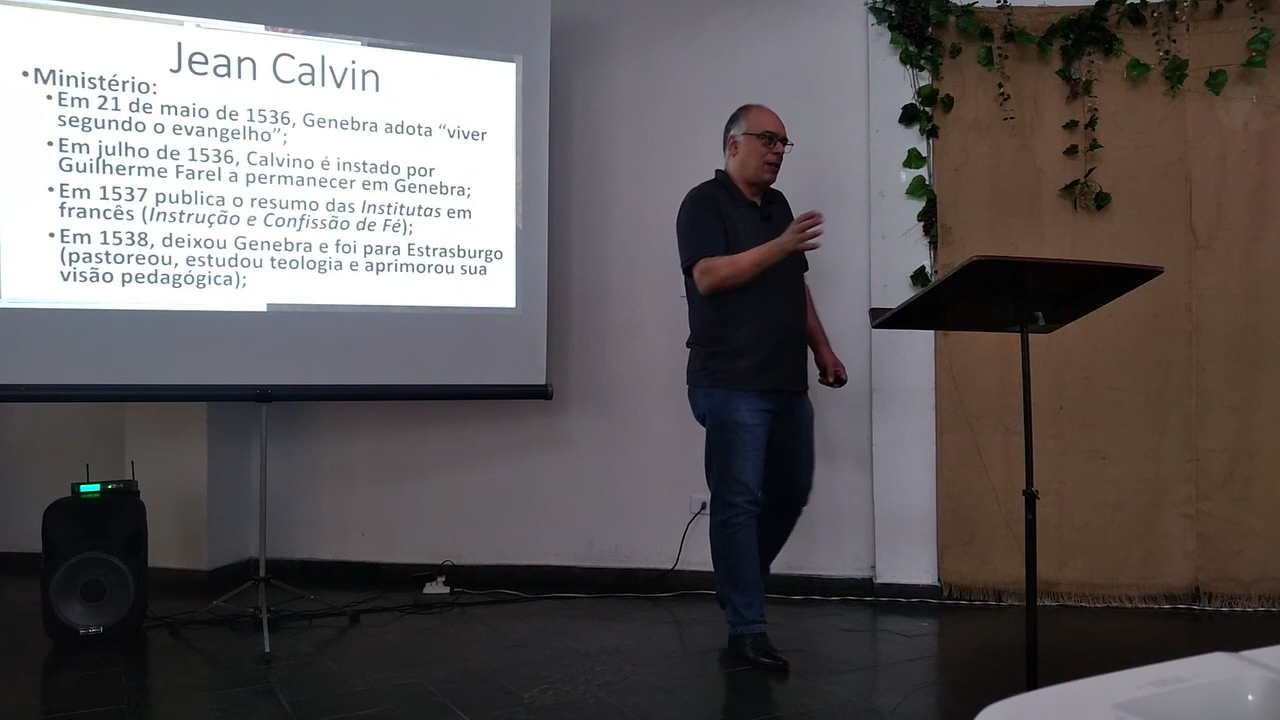 Jean Calvin
•Ministério:
•Em 21 de maio de 1536, Genebra adota “viver
segundo o evangelho”;
•Em julho de 1536, Calvino é instado por
Guilherme Farel a permanecer em Genebra;
•Em 1537 publica o resumo das Institutas em
francês (Instrução e Confissão de Fé);
•Em 1538, deixou Genebra e foi para Estrasburgo
(pastoreou, estudou teologia e aprimorou sua
visão pedagógica);